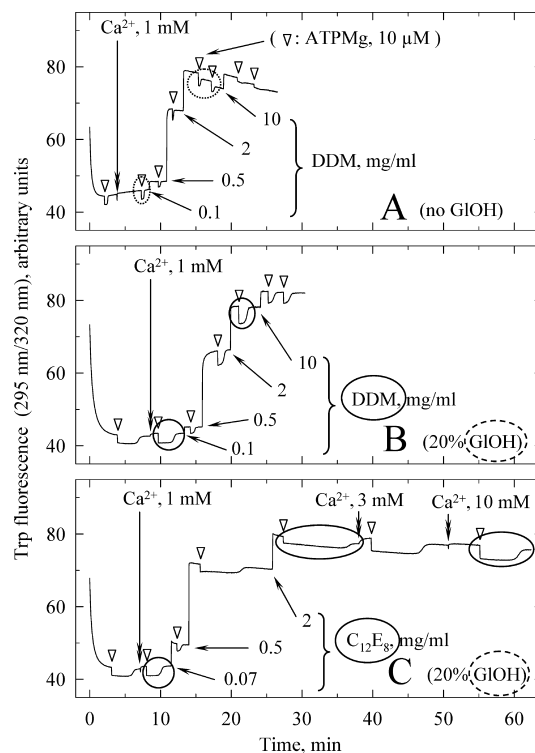 Trp fluorescence (295 nm/320 nm), arbitrary units
Ca²⁺, 1 mM
( ▽: ATPMg, 10 µM )
80
60
40
10
2
0.5
0.1
DDM, mg/ml
A (no GlOH)
Ca²⁺, 1 mM
80
60
40
10
2
0.5
0.1
DDM, mg/ml
B (20% GlOH)
Ca²⁺, 1 mM
Ca²⁺, 3 mM
Ca²⁺, 10 mM
80
60
40
2
0.5
0.07
C₁₂E₈, mg/ml
C (20% GlOH)
0 10 20 30 40 50 60
Time, min